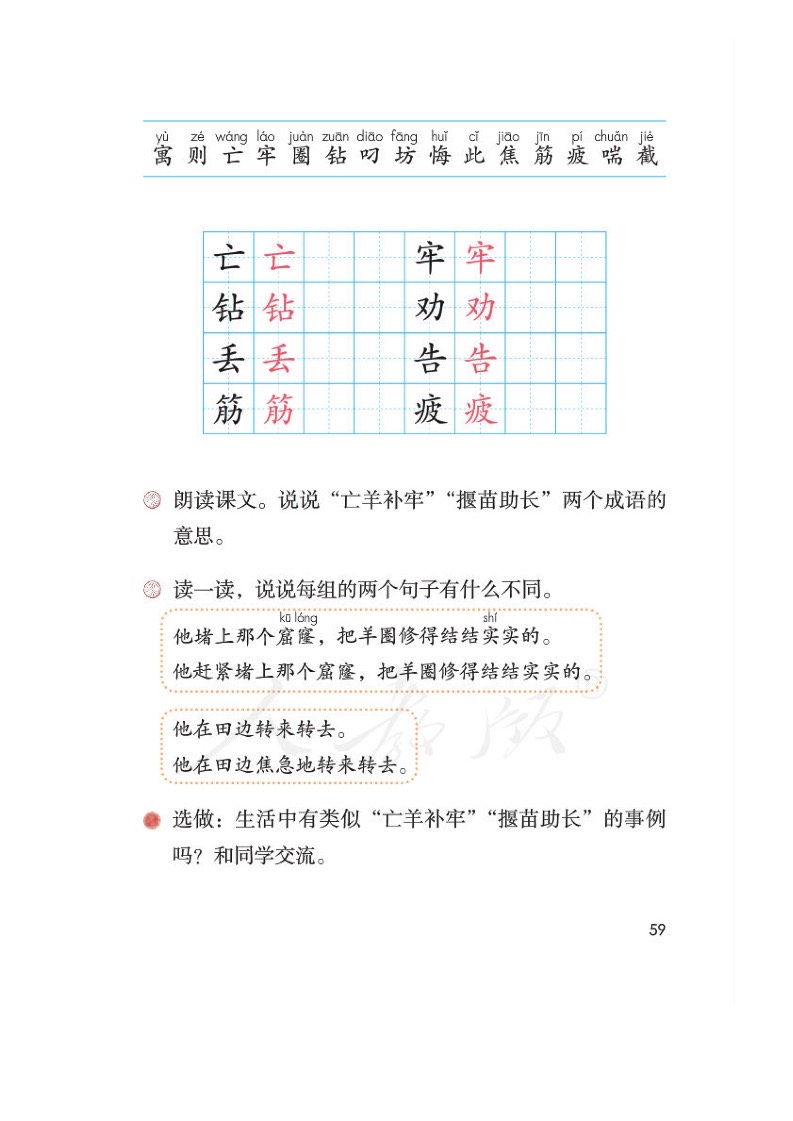 yù zé wáng láo juàn zuān diāo fāng huǐ cǐ jiāo jīn pí chuǎn jié
寓 则 亡 牢 圈 钻 叼 坊 悔 此 焦 筋 疲 喘 截
亡 亡 牢 牢
钻 钻 劝 劝
丢 丢 告 告
筋 筋 疲 疲
朗读课文。说说“亡羊补牢”“揠苗助长”两个成语的
意思。
读一读，说说每组的两个句子有什么不同。
kū lóng shí
他堵上那个窟窿，把羊圈修得结结实实的。
他赶紧堵上那个窟窿，把羊圈修得结结实实的。
他在田边转来转去。
他在田边焦急地转来转去。
人教版®
选做：生活中有类似“亡羊补牢”“揠苗助长”的事例
吗？和同学交流。
59